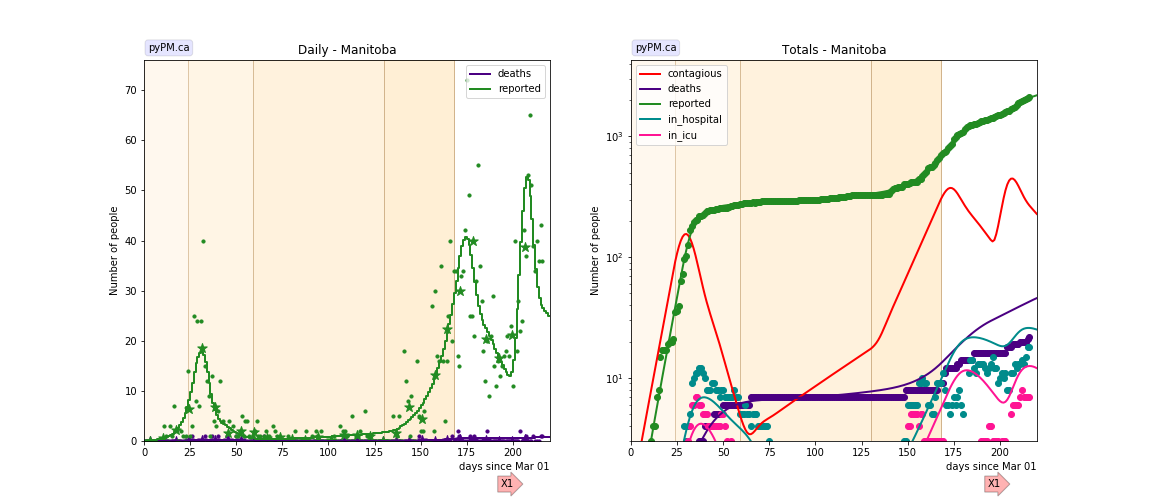 pyPM.ca
Daily - Manitoba
deaths
reported
Number of people
70
60
50
40
30
20
10
0
0 25 50 75 100 125 150 175 200
days since Mar 01
X1
pyPM.ca
Totals - Manitoba
contagious
deaths
reported
in_hospital
in_icu
Number of people
10³
10²
10¹
0 25 50 75 100 125 150 175 200
days since Mar 01
X1